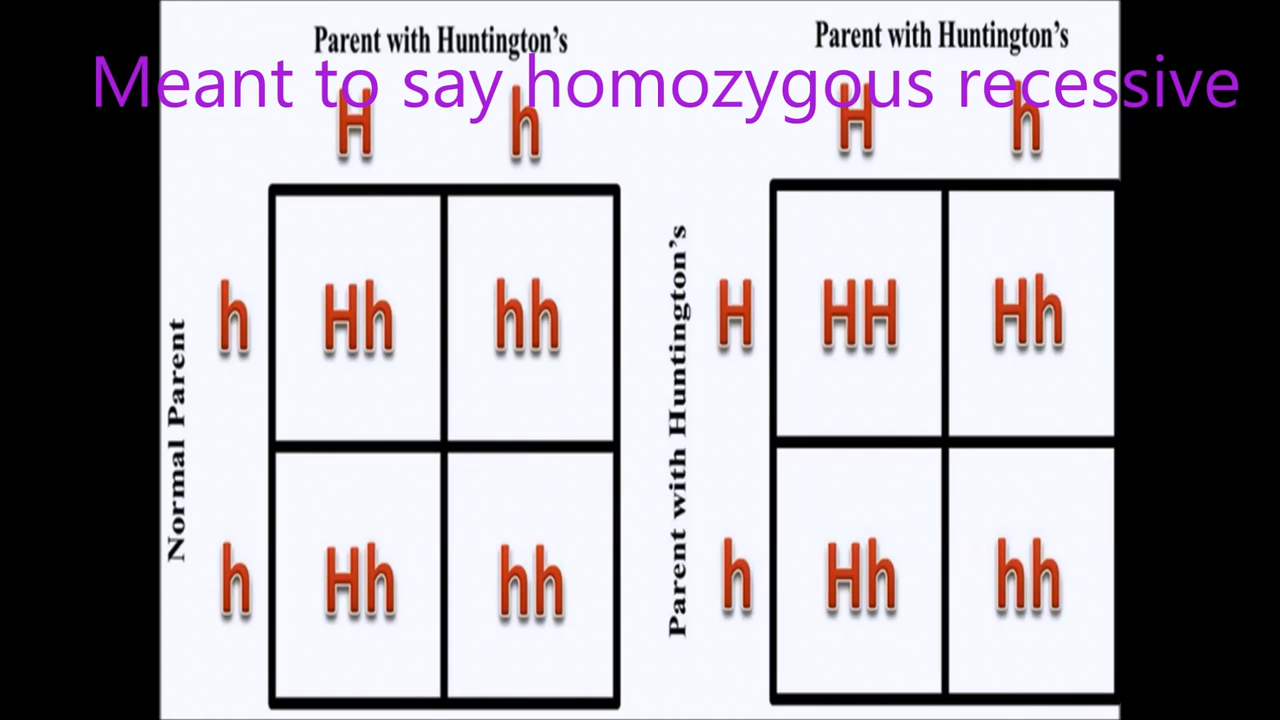 Parent with Huntington's
Parent with Huntington's
Meant to say homozygous recessive
H h
H h
Normal Parent
h Hh hh
h Hh hh
Parent with Huntington's
H HH Hh
h Hh hh